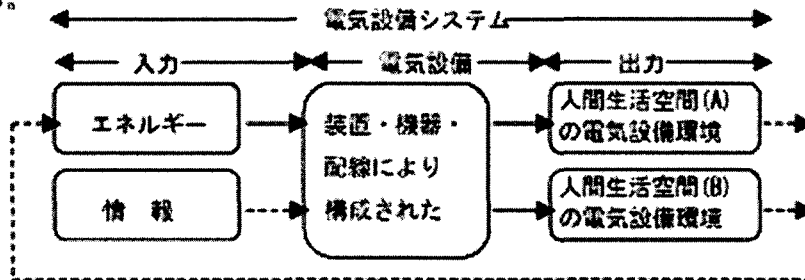 電気設備システム
入力
電気設備
出力
エネルギー
装置・機器・
配線により
構成された
人間生活空間(A)
の電気設備環境
情 報
人間生活空間(B)
の電気設備環境